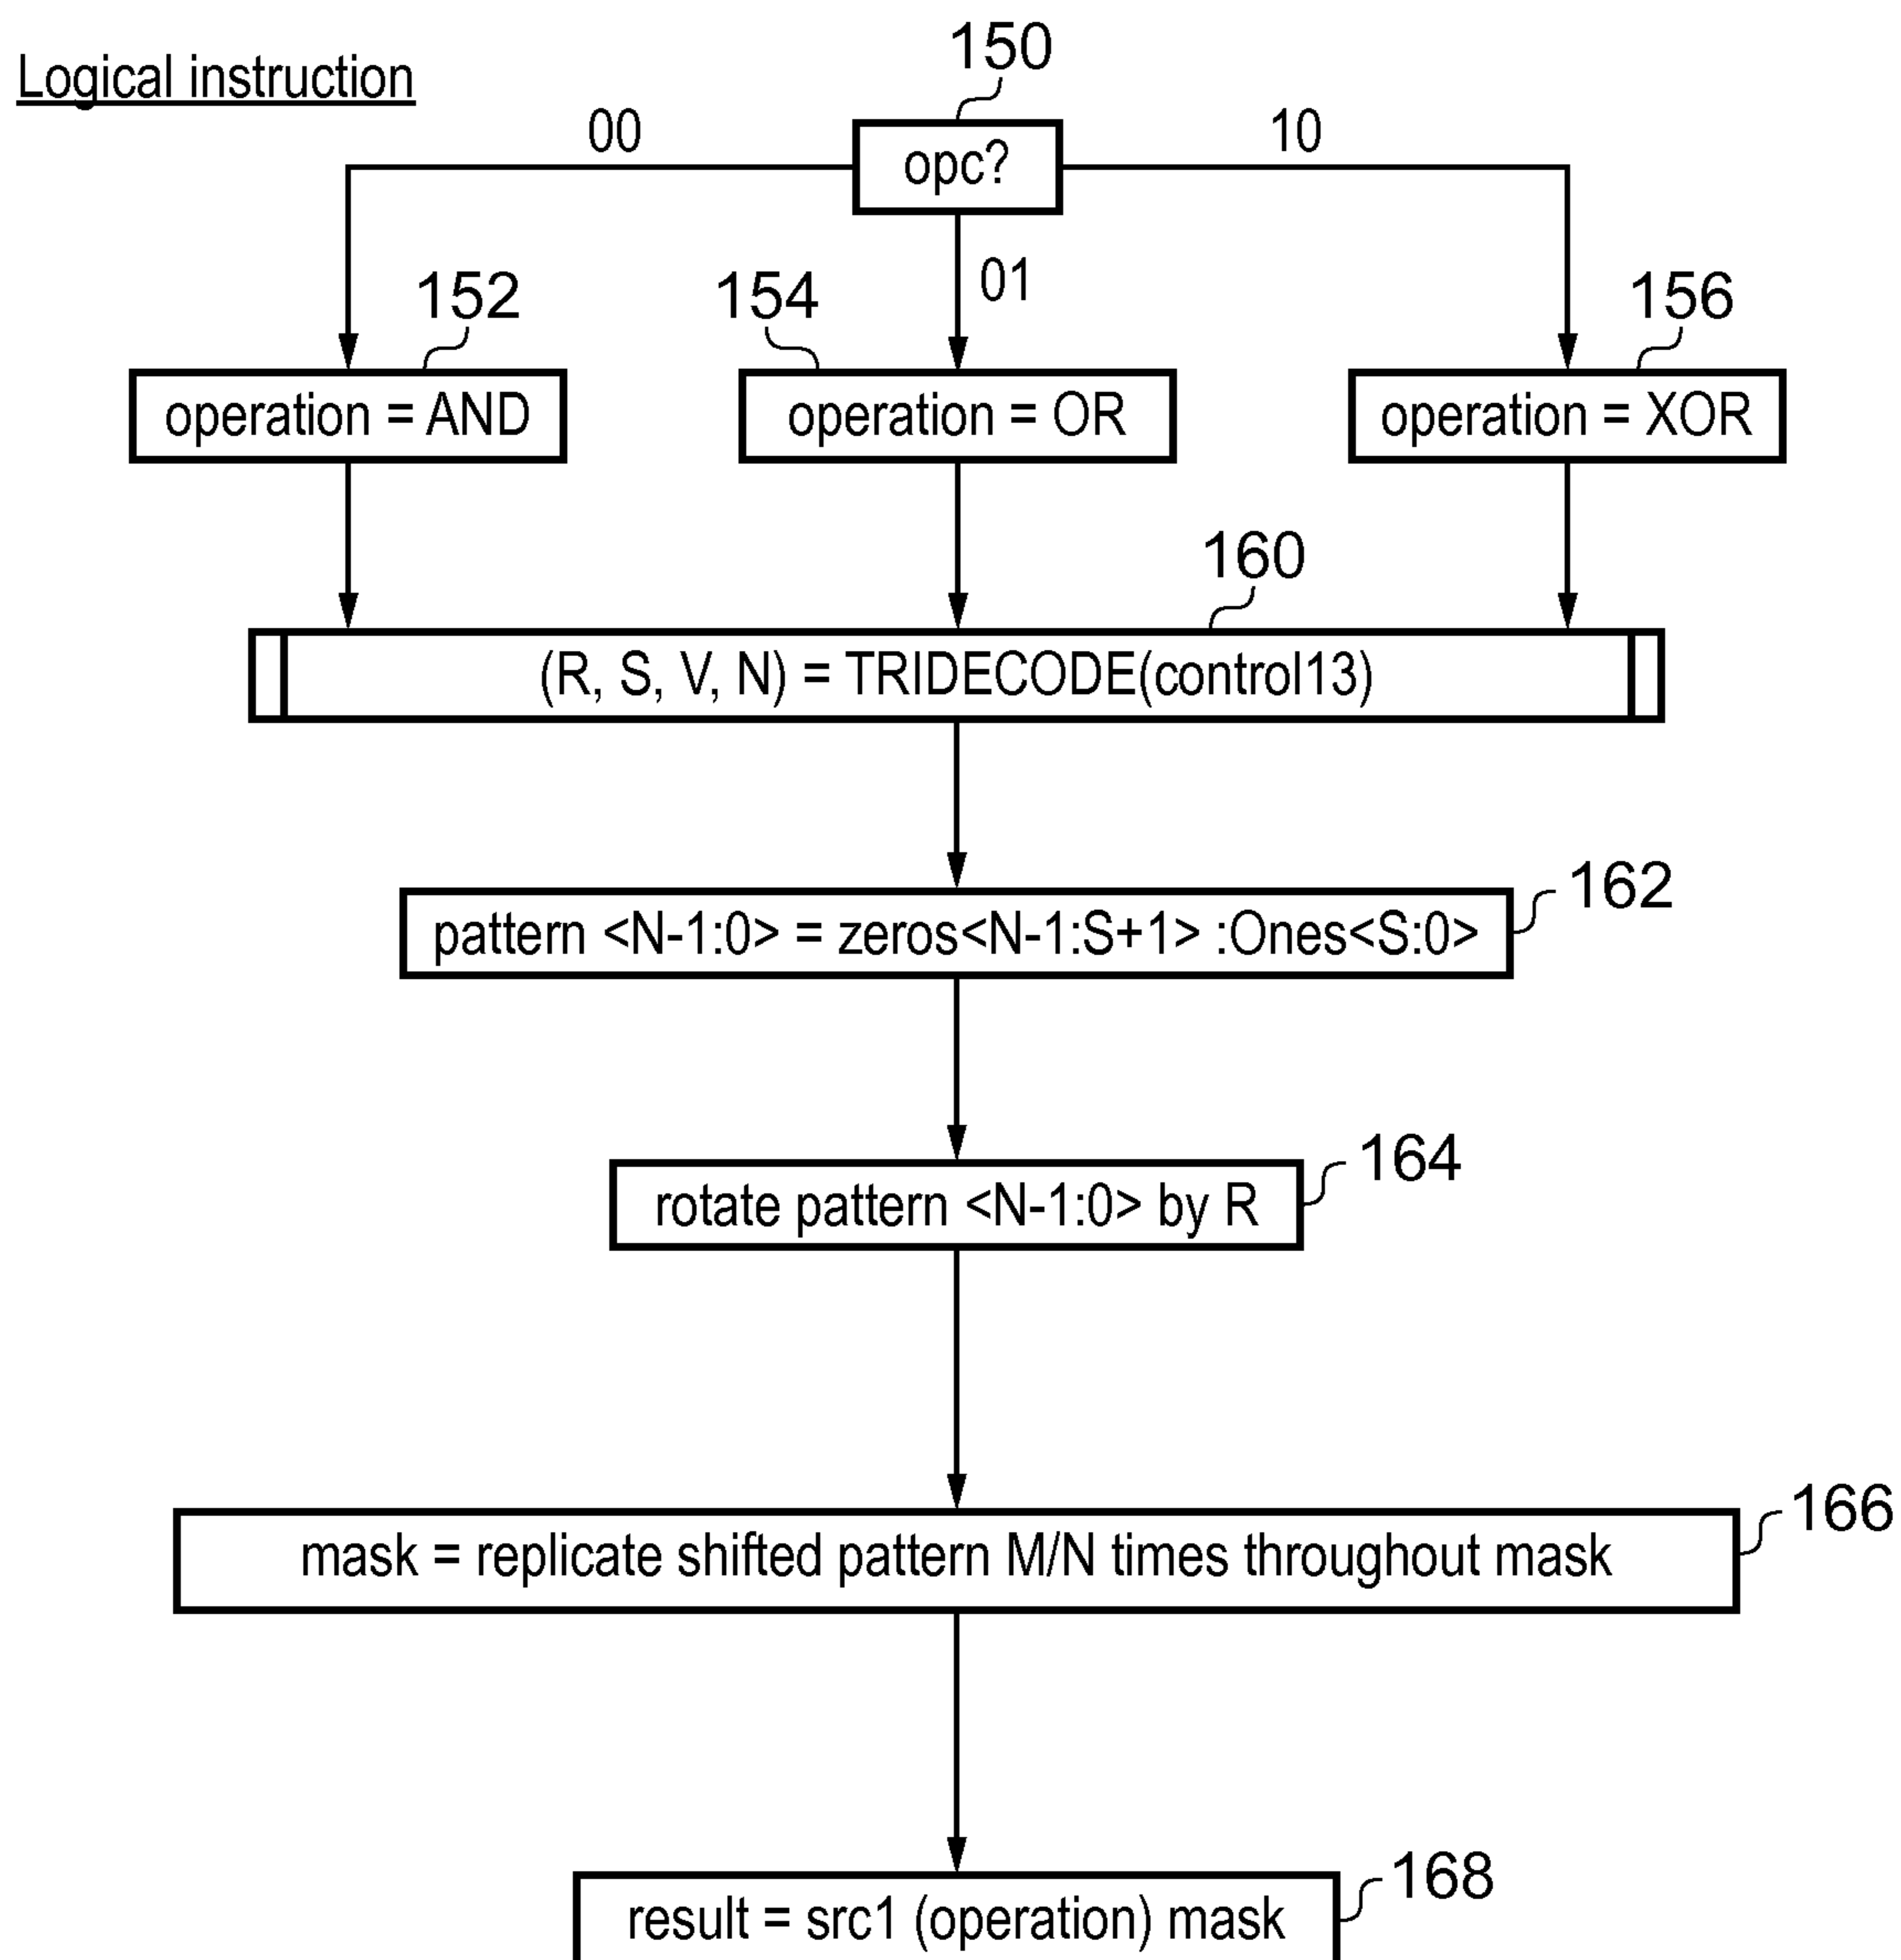 Logical instruction
150
00
opc?
10
01
152
154
156
operation = AND
operation = OR
operation = XOR
160
(R, S, V, N) = TRIDECODE(control13)
162
pattern <N-1:0> = zeros<N-1:S+1> :Ones<S:0>
164
rotate pattern <N-1:0> by R
166
mask = replicate shifted pattern M/N times throughout mask
168
result = src1 (operation) mask